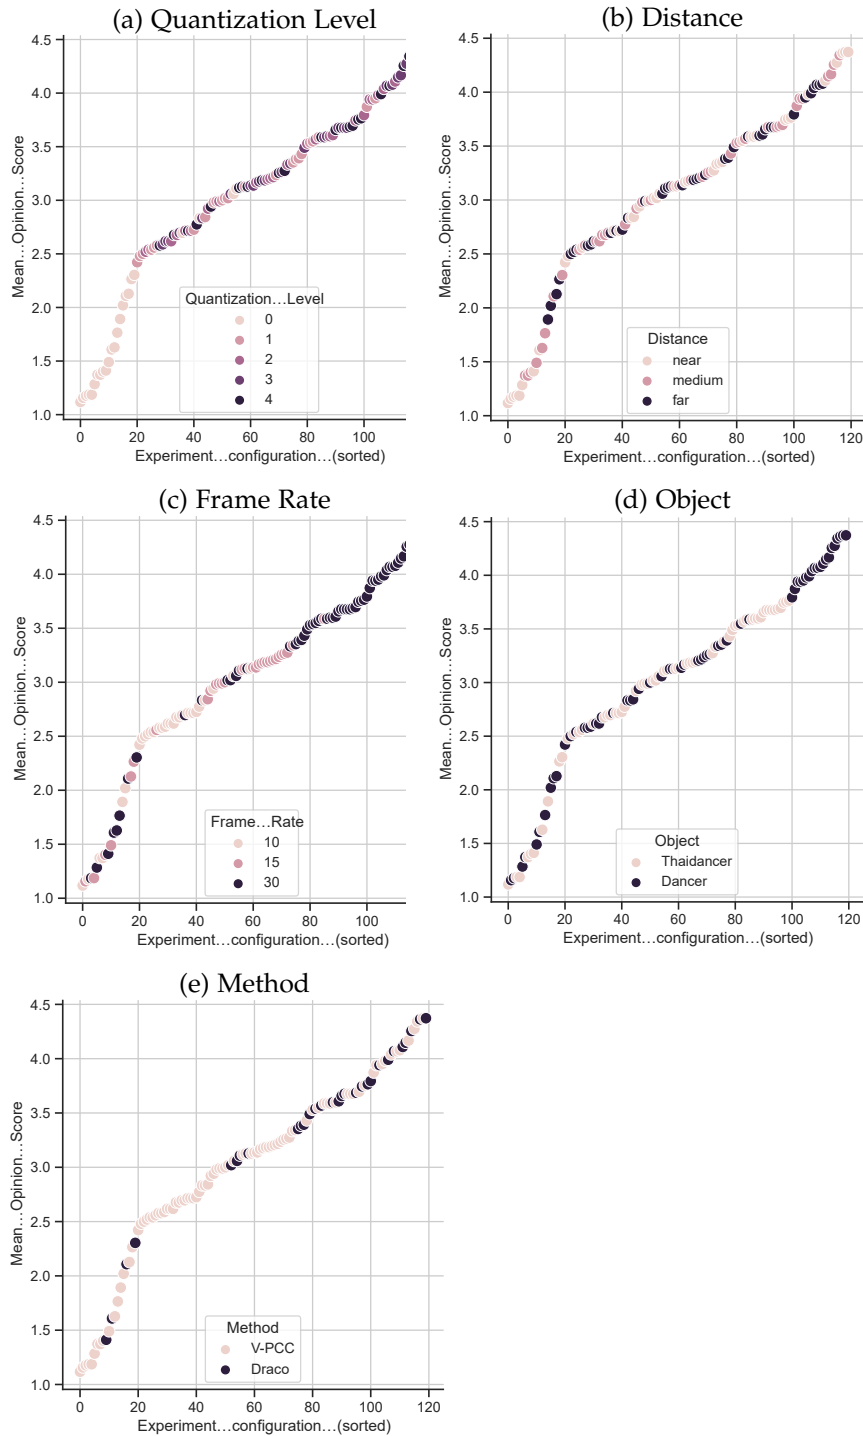 (a) Quantization Level
4.5
4.0
3.5
3.0
2.5
2.0
1.5
1.0
Mean...Opinion...Score
Quantization...Level
0
1
2
3
4
0 20 40 60 80 100
Experiment...configuration...(sorted)
(b) Distance
4.5
4.0
3.5
3.0
2.5
2.0
1.5
1.0
Mean...Opinion...Score
Distance
near
medium
far
0 20 40 60 80 100 120
Experiment...configuration...(sorted)
(c) Frame Rate
4.5
4.0
3.5
3.0
2.5
2.0
1.5
1.0
Mean...Opinion...Score
Frame...Rate
10
15
30
0 20 40 60 80 100
Experiment...configuration...(sorted)
(d) Object
4.5
4.0
3.5
3.0
2.5
2.0
1.5
1.0
Mean...Opinion...Score
Object
Thaidancer
Dancer
0 20 40 60 80 100 120
Experiment...configuration...(sorted)
(e) Method
4.5
4.0
3.5
3.0
2.5
2.0
1.5
1.0
Mean...Opinion...Score
Method
V-PCC
Draco
0 20 40 60 80 100 120
Experiment...configuration...(sorted)